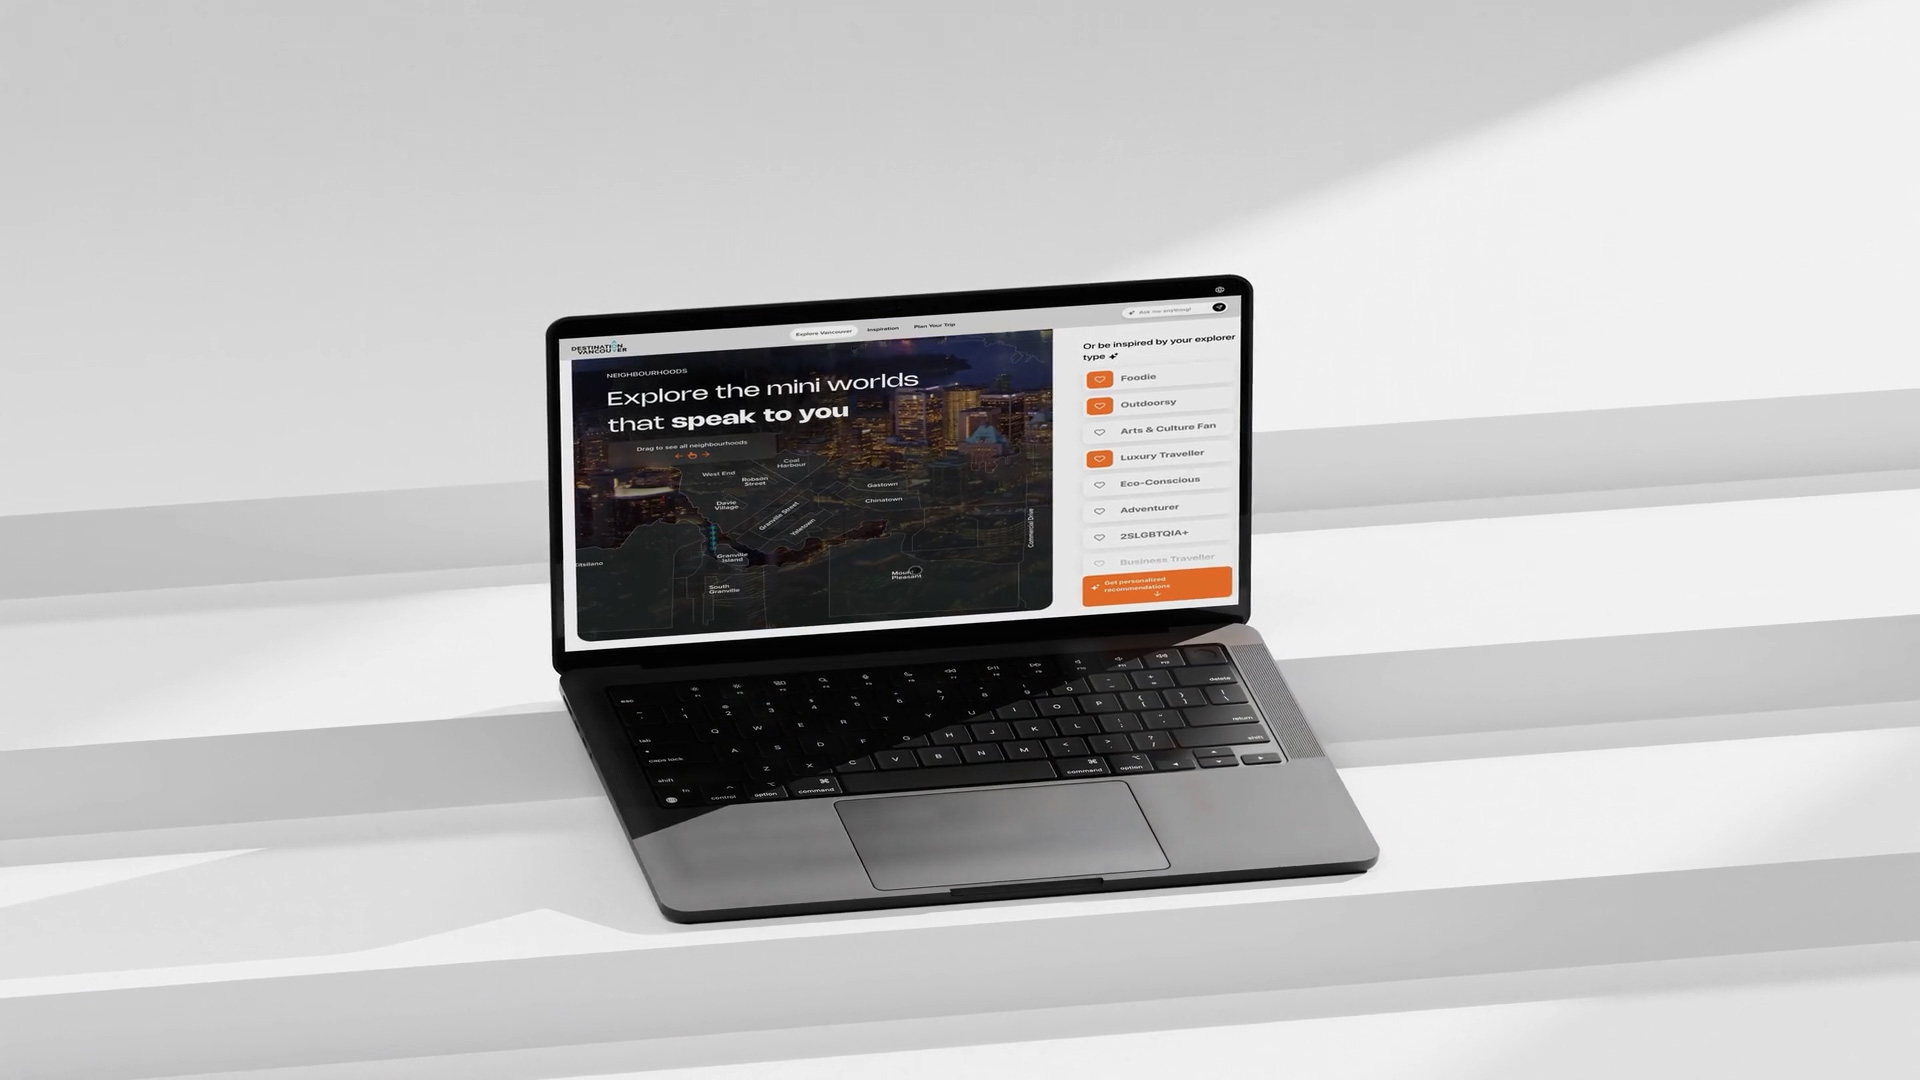 DESTINATION
VANCOUVER
Explore Vancouver
Inspiration
Plan Your Trip
Ask me anything!
NEIGHBOURHOODS
Explore the mini worlds
that speak to you
Drag to see all neighbourhoods
West End
Coal
Harbour
Robson
Street
Davie
Village
Granville Street
Yaletown
Gastown
Chinatown
Commercial Drive
Granville
Island
South
Granville
Mount
Pleasant
itsilano
Or be inspired by your explorer
type
Foodie
Outdoorsy
Arts & Culture Fan
Luxury Traveller
Eco-Conscious
Adventurer
2SLGBTQIA+
Business Traveller
Get personalized
recommendations
esc
delete
Q W E R T Y U I O P
tab
caps lock
A S D F G H J K L
return
shift
Z X C V B N M
shift
fn
control
option
command
command
option